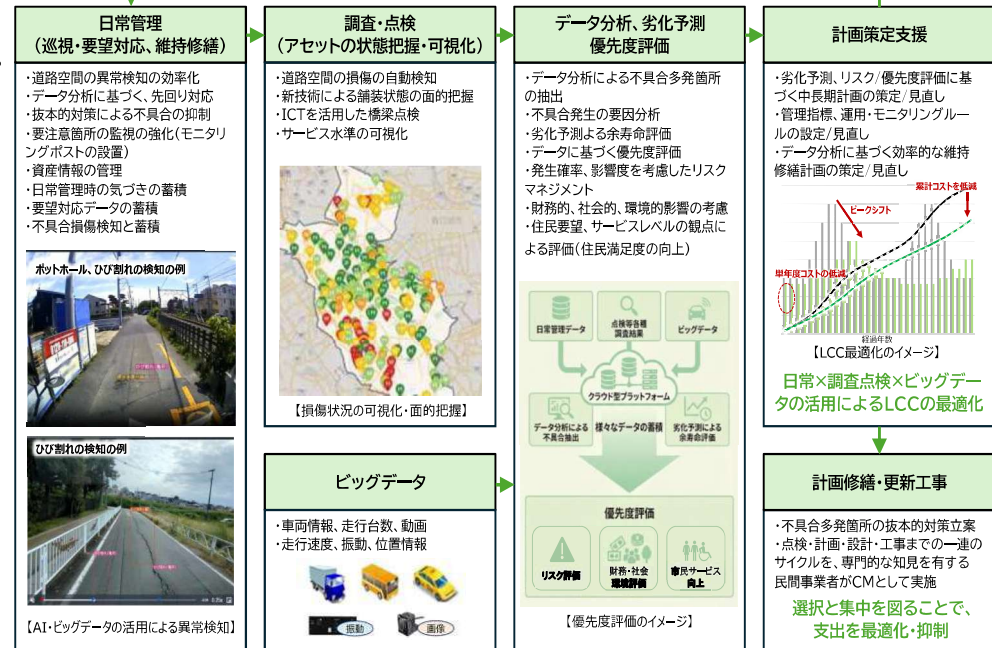 日常管理
（巡視・要望対応、維持修繕）
・道路空間の異常検知の効率化
・データ分析に基づく、先回り対応
・抜本的対策による不具合の抑制
・要注意箇所の監視の強化（モニタリ
ングポストの設置）
・資産情報の管理
・日常管理時の気づきの蓄積
・要望対応データの蓄積
・不具合損傷検知と蓄積
ポットホール、ひび割れの検知の例
ひび割れの検知の例
【AI・ビッグデータの活用による異常検知】
調査・点検
（アセットの状態把握・可視化）
・道路空間の損傷の自動検知
・新技術による舗装状態の面的把握
・ICTを活用した橋梁点検
・サービス水準の可視化
【損傷状況の可視化・面的把握】
ビッグデータ
・車両情報、走行台数、動画
・走行速度、振動、位置情報
振動
画像
データ分析、劣化予測
優先度評価
・データ分析による不具合多発箇所
の抽出
・不具合発生の要因分析
・劣化予測よる余寿命評価
・データに基づく優先度評価
・発生確率、影響度を考慮したリスク
マネジメント
・財務的、社会的、環境的影響の考慮
・住民要望、サービスレベルの観点に
よる評価（住民満足度の向上）
日常管理データ
点検等各種
調査結果
ビッグデータ
クラウド型プラットフォーム
データ分析による
不具合抽出
様々なデータの蓄積
劣化予測による
余寿命評価
優先度評価
リスク評価
財務・社会
環境評価
市民サービス
向上
【優先度評価のイメージ】
計画策定支援
・劣化予測、リスク/優先度評価に基
づく中長期計画の策定/見直し
・管理指標、運用・モニタリングルー
ルの設定/見直し
・データ分析に基づく効率的な維持
修繕計画の策定/見直し
累計コストを低減
ピークシフト
単年度コストの低減
経過年数
【LCC最適化のイメージ】
日常×調査点検×ビッグデー
タの活用によるLCCの最適化
計画修繕・更新工事
・不具合多発箇所の抜本的対策立案
・点検・計画・設計・工事までの一連の
サイクルを、専門的な知見を有する
民間事業者がCMとして実施
選択と集中を図ることで、
支出を最適化・抑制